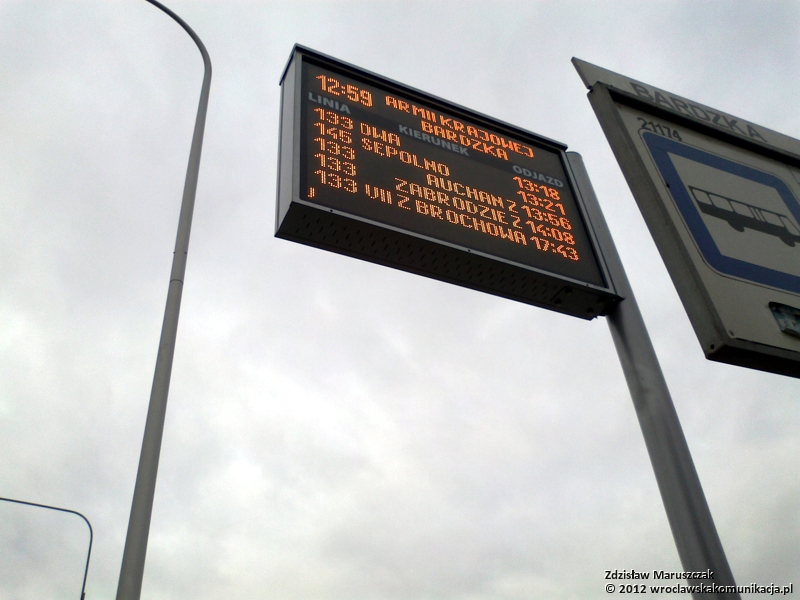 12:59 ARMII KRAJOWEJ
BARDZKA
LINIA KIERUNEK ODJAZD
133 DWA 13:18
145 SĘPOLNO 13:21
133 AUCHAN Z 13:56
133 ZABRODZIE Z 14:08
133 VII Z BROCHOWA 17:43
BARDZKA
21174
Zdzisław Maruszczak
© 2012 wroclawskakomunikacja.pl